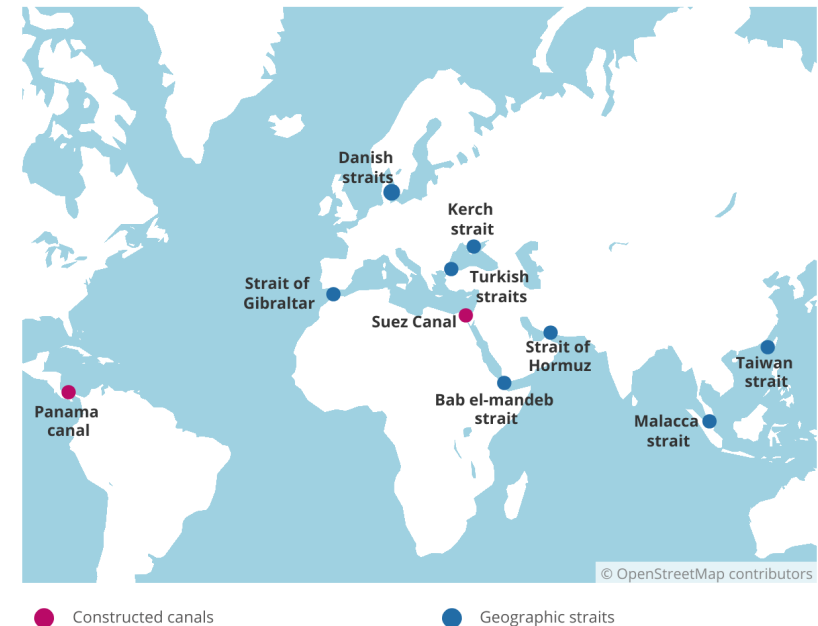 Danish
straits
Kerch
strait
Turkish
straits
Strait of
Gibraltar
Suez Canal
Strait of
Hormuz
Taiwan
strait
Bab el-mandeb
strait
Panama
canal
Malacca
strait
© OpenStreetMap contributors
Constructed canals
Geographic straits